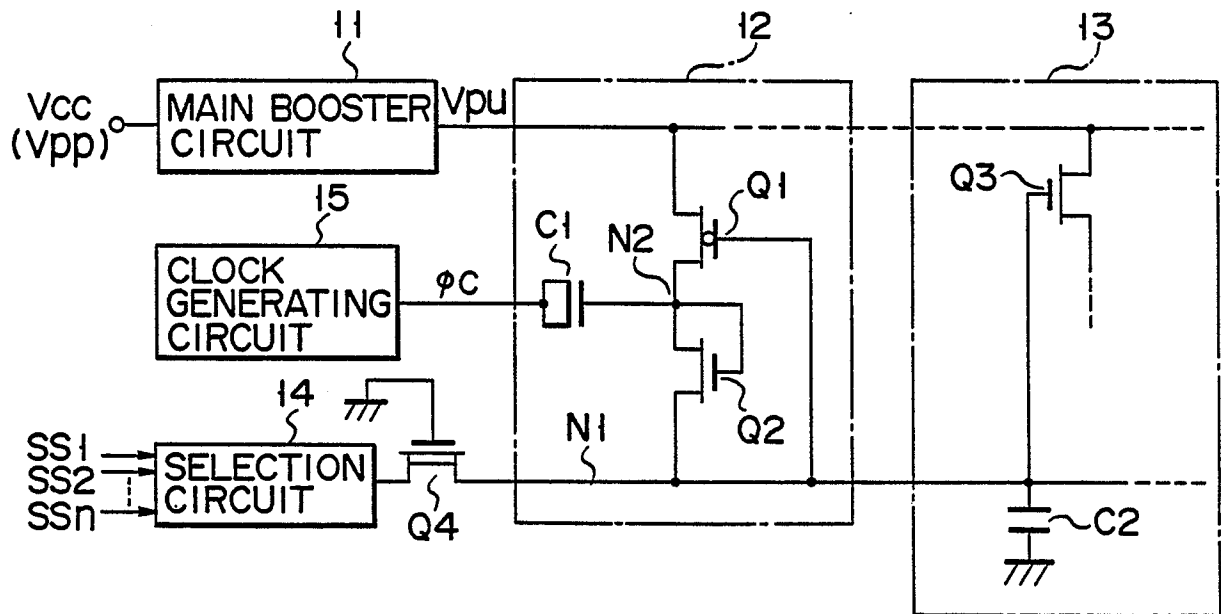 11
12
13
Vcc
(Vpp)
MAIN BOOSTER
CIRCUIT
Vpu
Q3
Q1
15
C1
N2
CLOCK
GENERATING
CIRCUIT
φC
14
Q2
N1
SS1
SS2
SSn
SELECTION
CIRCUIT
Q4
C2